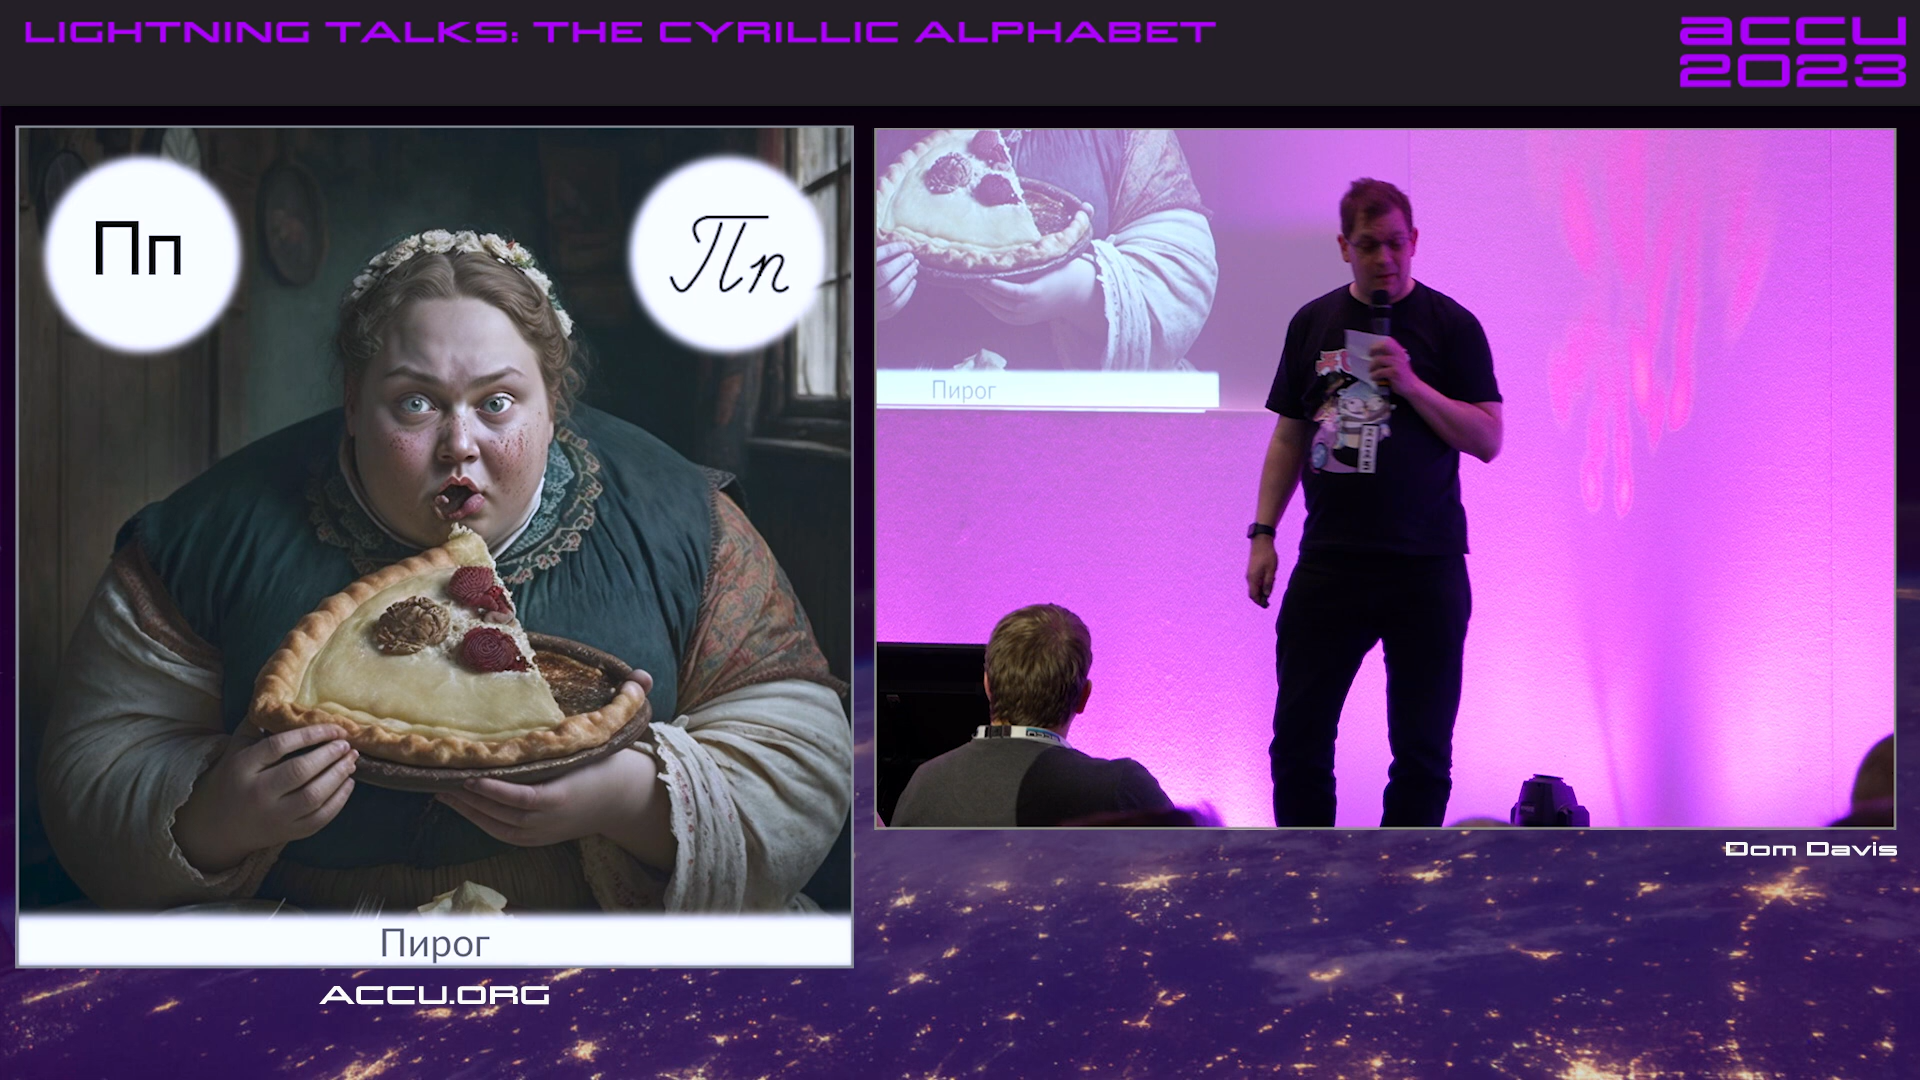 LIGHTNING TALKS: THE CYRILLIC ALPHABET
accu
2023
Пп
Пп
Пирог
Пирог
ACCU.ORG
Dom Davis